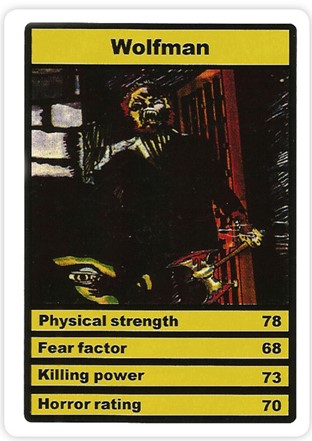 Wolfman
Physical strength 78
Fear factor 68
Killing power 73
Horror rating 70